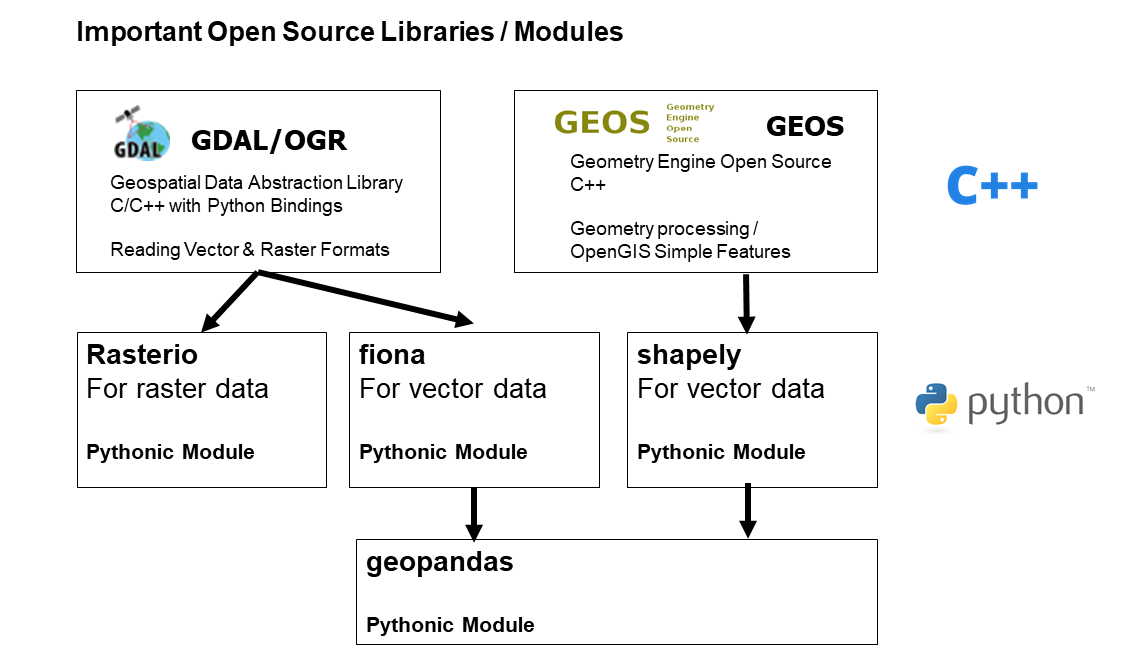 Important Open Source Libraries / Modules
GDAL
GDAL/OGR
Geospatial Data Abstraction Library
C/C++ with Python Bindings
Reading Vector & Raster Formats
GEOS
Geometry
Engine
Open
Source
GEOS
Geometry Engine Open Source
C++
Geometry processing /
OpenGIS Simple Features
C++
Rasterio
For raster data
Pythonic Module
fiona
For vector data
Pythonic Module
shapely
For vector data
Pythonic Module
python™
geopandas
Pythonic Module